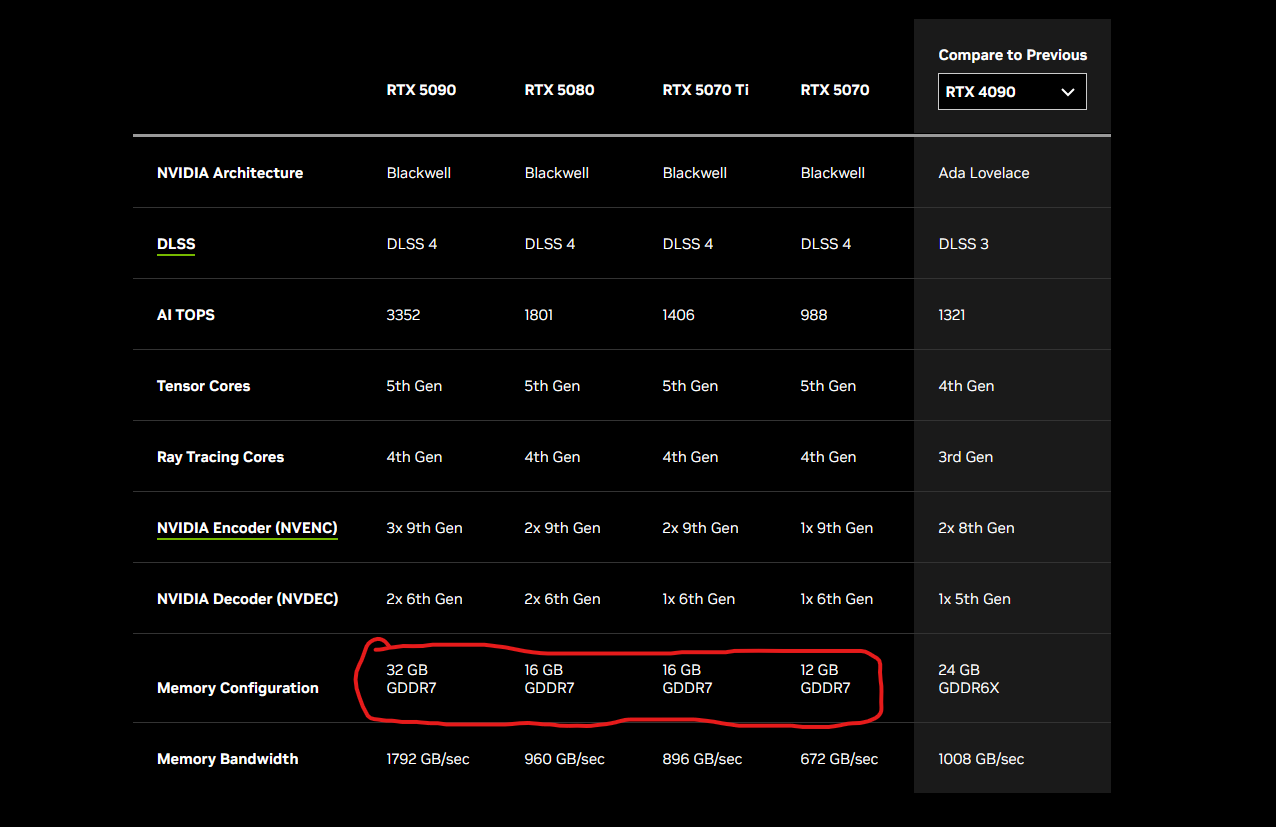 Compare to Previous
RTX 5090 RTX 5080 RTX 5070 Ti RTX 5070 RTX 4090
NVIDIA Architecture Blackwell Blackwell Blackwell Blackwell Ada Lovelace
DLSS DLSS 4 DLSS 4 DLSS 4 DLSS 4 DLSS 3
AI TOPS 3352 1801 1406 988 1321
Tensor Cores 5th Gen 5th Gen 5th Gen 5th Gen 4th Gen
Ray Tracing Cores 4th Gen 4th Gen 4th Gen 4th Gen 3rd Gen
NVIDIA Encoder (NVENC) 3x 9th Gen 2x 9th Gen 2x 9th Gen 1x 9th Gen 2x 8th Gen
NVIDIA Decoder (NVDEC) 2x 6th Gen 2x 6th Gen 1x 6th Gen 1x 6th Gen 1x 5th Gen
32 GB 16 GB 16 GB 12 GB 24 GB
Memory Configuration GDDR7 GDDR7 GDDR7 GDDR7 GDDR6X
Memory Bandwidth 1792 GB/sec 960 GB/sec 896 GB/sec 672 GB/sec 1008 GB/sec